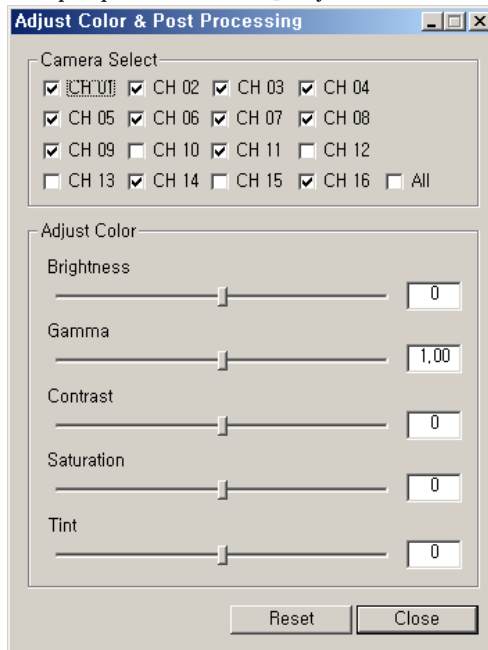 Adjust Color & Post Processing
Camera Select
CH 01 CH 02 CH 03 CH 04
CH 05 CH 06 CH 07 CH 08
CH 09 CH 10 CH 11 CH 12
CH 13 CH 14 CH 15 CH 16 All
Adjust Color
Brightness
0
Gamma
1,00
Contrast
0
Saturation
0
Tint
0
Reset Close